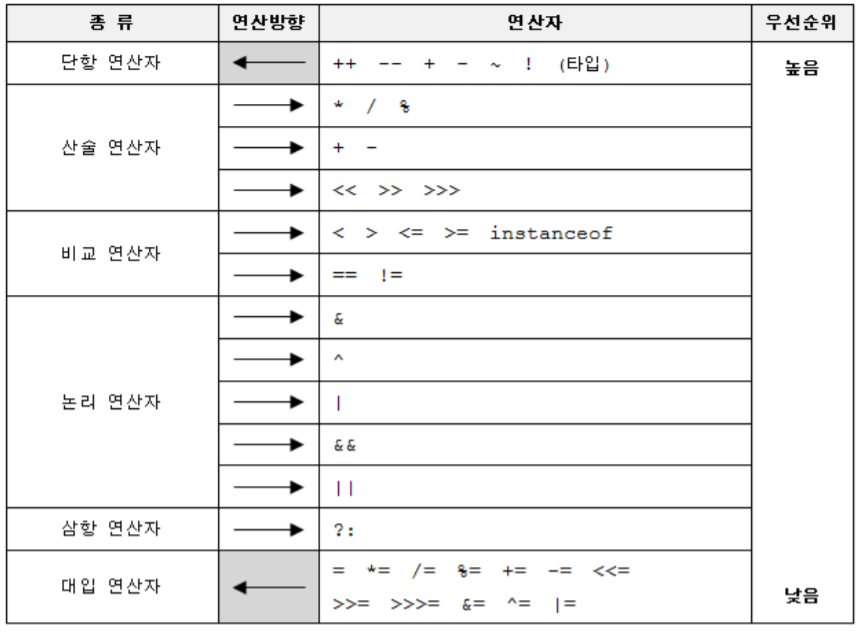 종 류 연산방향 연산자 우선순위
단항 연산자 ++ -- + - ~ ! (타입) 높음
* / %
산술 연산자 + -
<< >> >>>
비교 연산자 < > <= >= instanceof
== !=
&
^
논리 연산자 |
&&
||
삼항 연산자 ?:
대입 연산자 = *= /= %= += -= <<=
>>= >>>= &= ^= |= 낮음